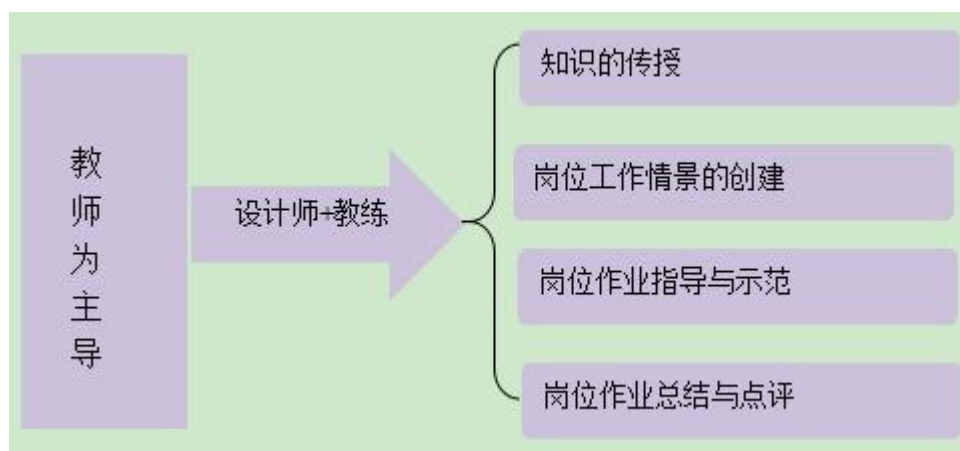 教师为主导
设计师+教练
知识的传授
岗位工作情景的创建
岗位作业指导与示范
岗位作业总结与点评